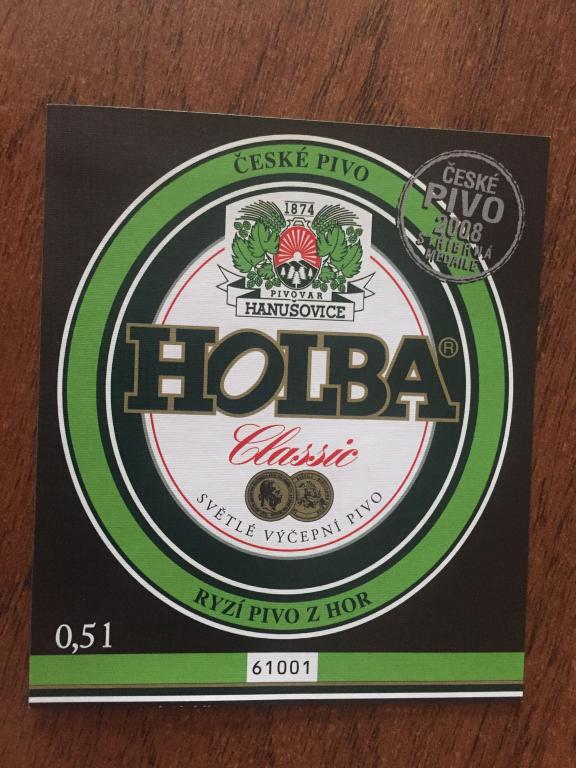 ČESKÉ PIVO
ČESKÉ
PIVO
2008
STŘÍBRNÁ
MEDAILE
1874
PIVOVAR
HANUŠOVICE
HOLBA®
Classic
SVĚTLÉ VÝČEPNÍ PIVO
RYZÍ PIVO Z HOR
0,5 l
61001